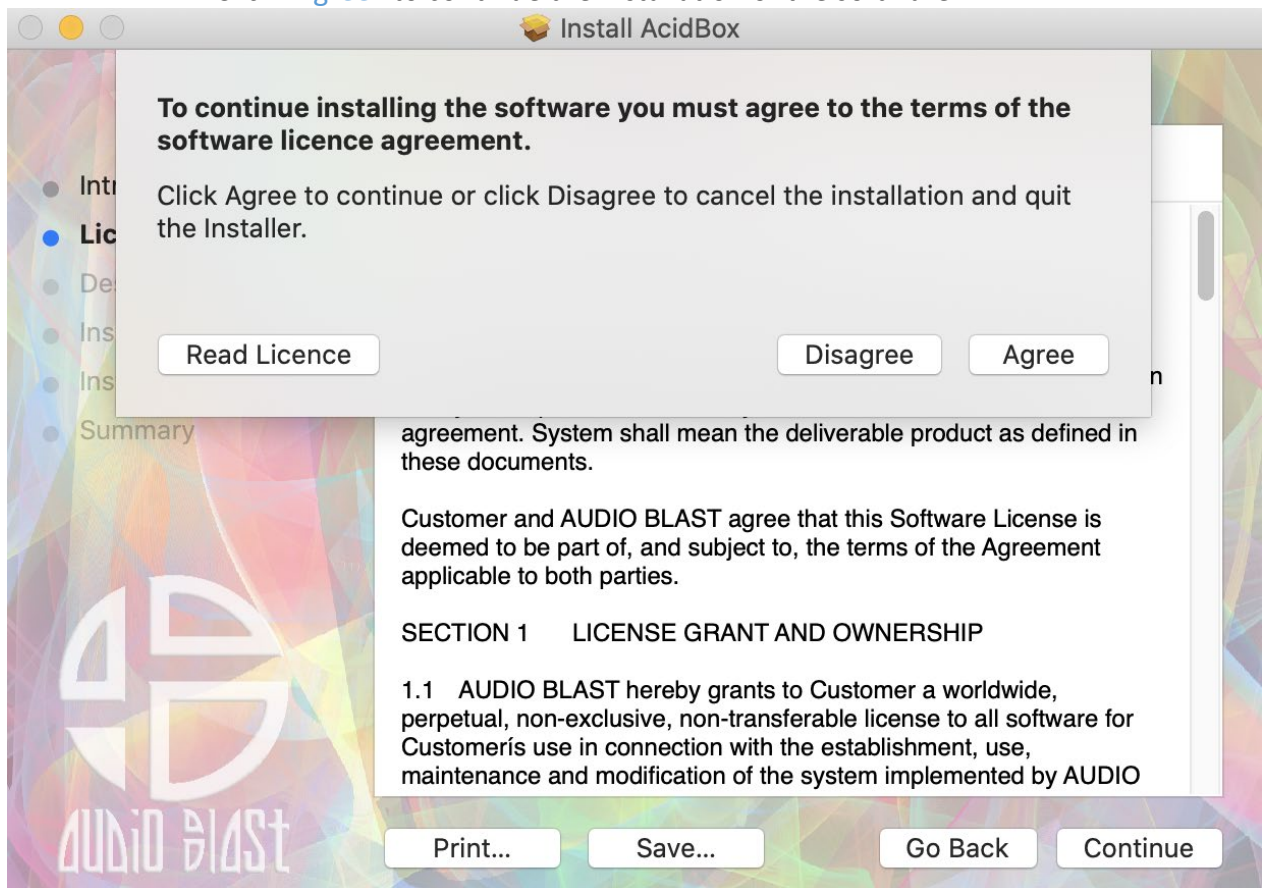 Install AcidBox
To continue installing the software you must agree to the terms of the
software licence agreement.
Click Agree to continue or click Disagree to cancel the installation and quit
the Installer.
Read Licence
Disagree
Agree
Intr
Lic
De
Ins
Ins
Summary
n
agreement. System shall mean the deliverable product as defined in
these documents.
Customer and AUDIO BLAST agree that this Software License is
deemed to be part of, and subject to, the terms of the Agreement
applicable to both parties.
SECTION 1 LICENSE GRANT AND OWNERSHIP
1.1 AUDIO BLAST hereby grants to Customer a worldwide,
perpetual, non-exclusive, non-transferable license to all software for
Customerís use in connection with the establishment, use,
maintenance and modification of the system implemented by AUDIO
AUDIO BLAST
Print...
Save...
Go Back
Continue